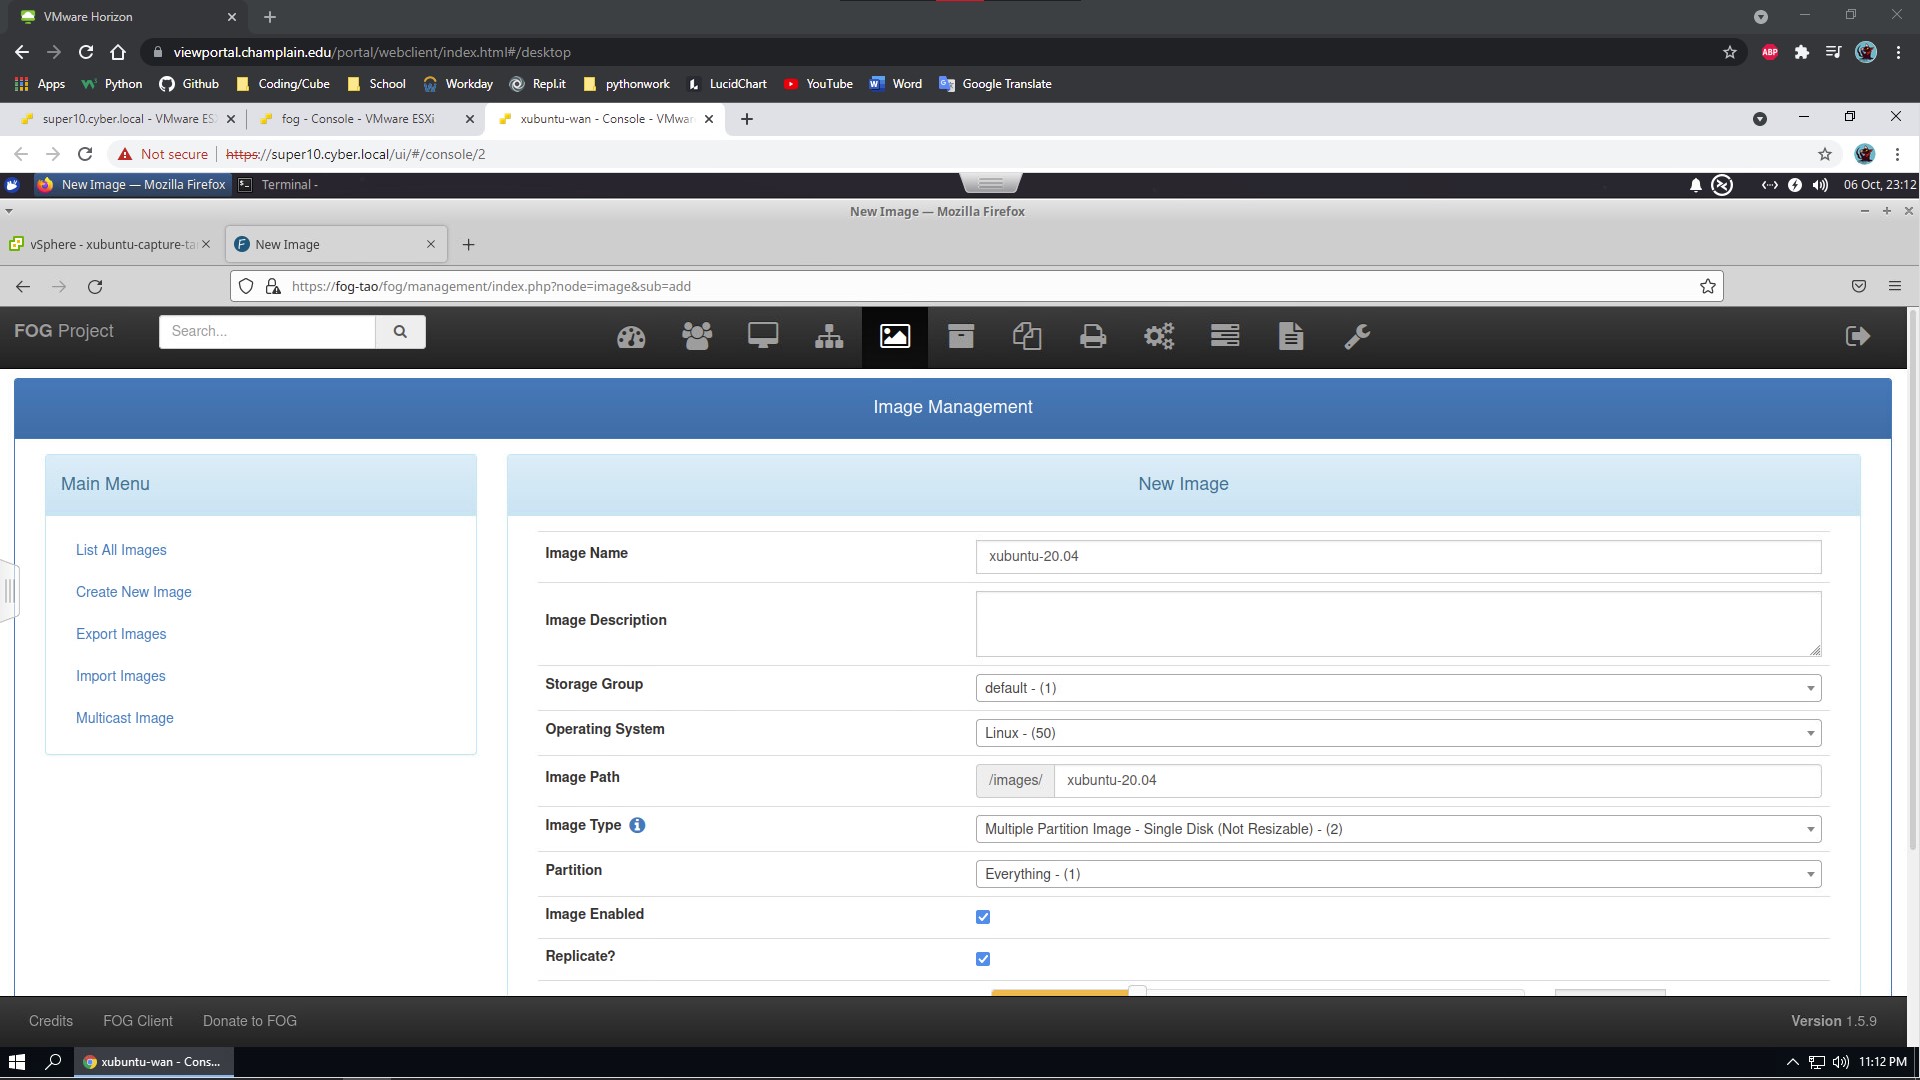 VMware Horizon
viewportal.champlain.edu/portal/webclient/index.html#/desktop
ABP
Apps Python Github Coding/Cube School Workday Repl.it pythonwork LucidChart YouTube Word Google Translate
super10.cyber.local - VMware ES fog - Console - VMware ESXi xubuntu-wan - Console - VMwar
Not secure https://super10.cyber.local/ui/#/console/2
New Image — Mozilla Firefox Terminal - 06 Oct, 23:12
New Image — Mozilla Firefox
vSphere - xubuntu-capture-ta New Image
https://fog-tao/fog/management/index.php?node=image&sub=add
FOG Project Search...
Image Management
Main Menu
List All Images
Create New Image
Export Images
Import Images
Multicast Image
New Image
Image Name xubuntu-20.04
Image Description
Storage Group default - (1)
Operating System Linux - (50)
Image Path /images/ xubuntu-20.04
Image Type Multiple Partition Image - Single Disk (Not Resizable) - (2)
Partition Everything - (1)
Image Enabled
Replicate?
Credits FOG Client Donate to FOG Version 1.5.9
xubuntu-wan - Cons... 11:12 PM